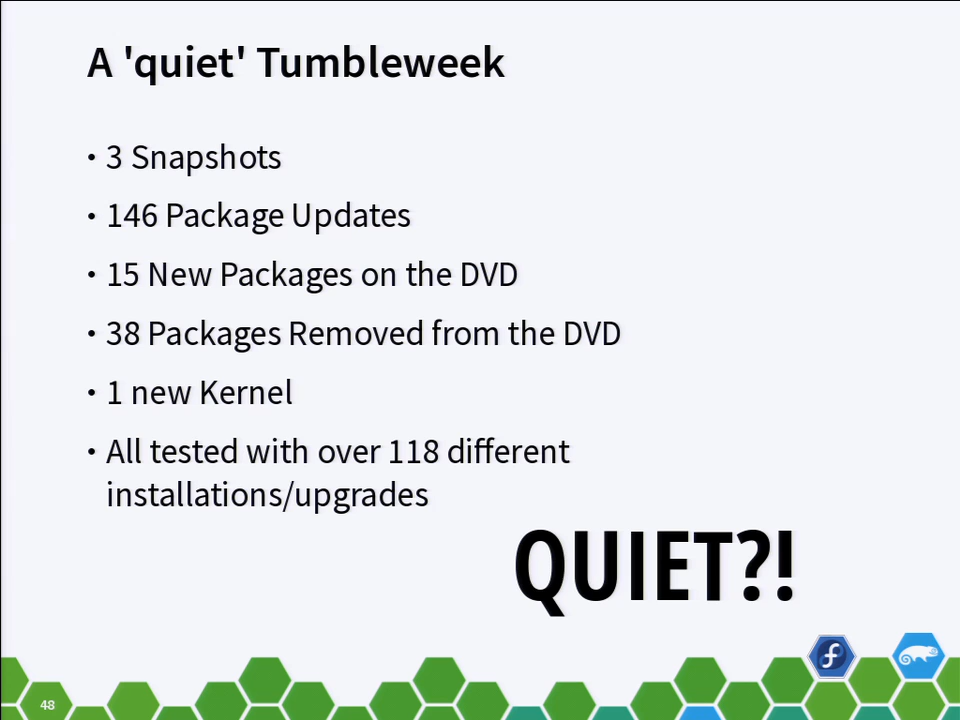 A 'quiet' Tumbleweek
• 3 Snapshots
• 146 Package Updates
• 15 New Packages on the DVD
• 38 Packages Removed from the DVD
• 1 new Kernel
• All tested with over 118 different
installations/upgrades
QUIET?!
48